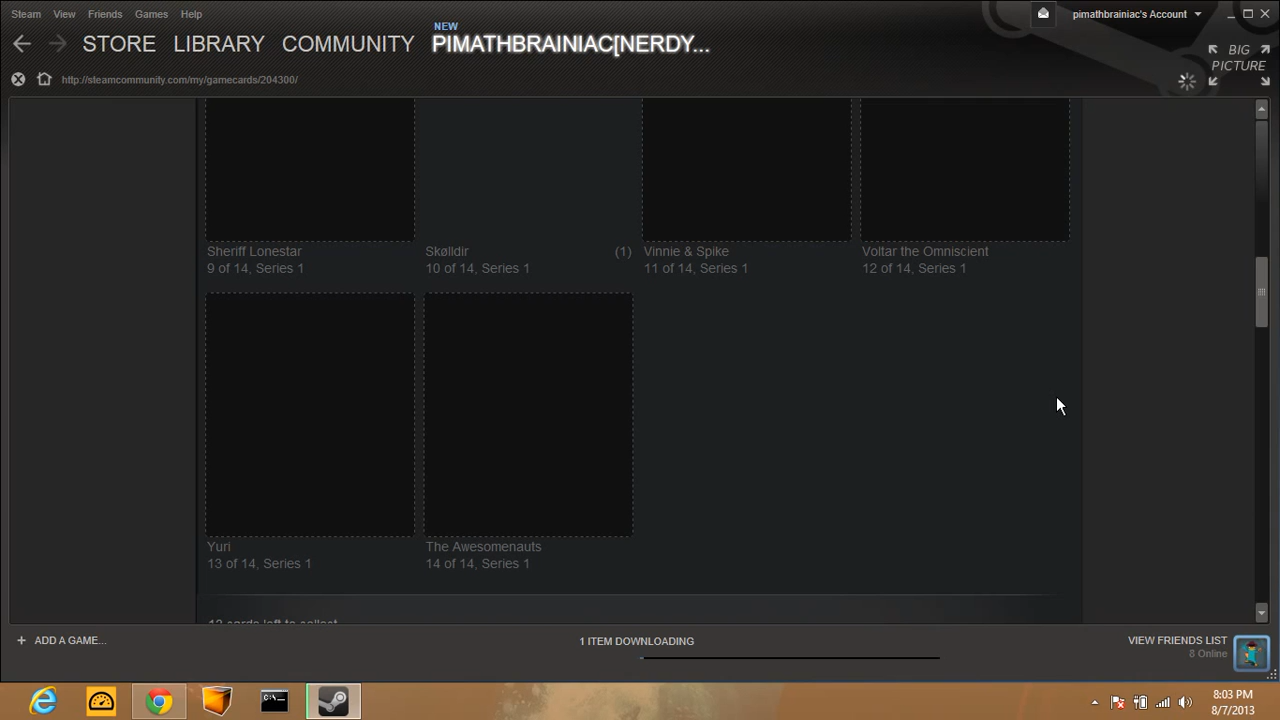 Steam View Friends Games Help
pimathbrainiac's Account
NEW
STORE LIBRARY COMMUNITY PIMATHBRAINIAC[NERDY...
BIG
PICTURE
http://steamcommunity.com/my/gamecards/204300/
Sheriff Lonestar
9 of 14, Series 1
Skølldir (1)
10 of 14, Series 1
Vinnie & Spike
11 of 14, Series 1
Voltar the Omniscient
12 of 14, Series 1
Yuri
13 of 14, Series 1
The Awesomenauts
14 of 14, Series 1
cards left to collect
+ ADD A GAME...
1 ITEM DOWNLOADING
VIEW FRIENDS LIST
8 Online
C:\
8:03 PM
8/7/2013